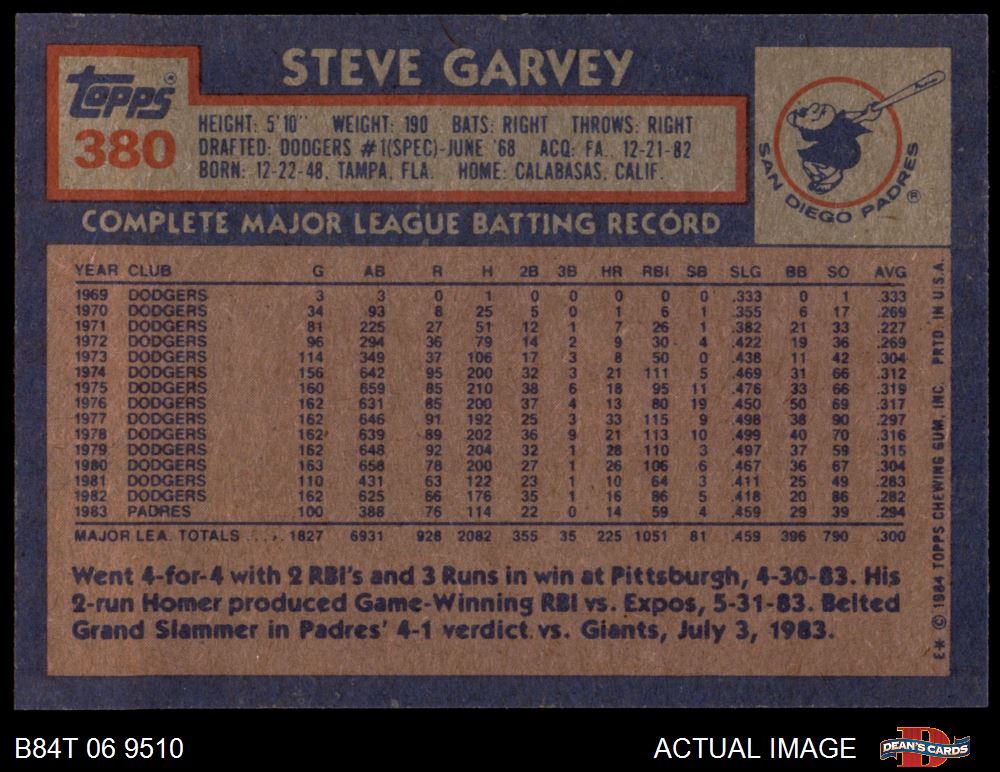 STEVE GARVEY
Topps®
380
HEIGHT: 5'10" WEIGHT: 190 BATS: RIGHT THROWS: RIGHT
DRAFTED: DODGERS #1(SPEC)-JUNE '68 ACQ: FA. 12-21-82
BORN: 12-22-48, TAMPA, FLA. HOME: CALABASAS, CALIF.
SAN DIEGO PADRES ®
COMPLETE MAJOR LEAGUE BATTING RECORD
YEAR CLUB G AB R H 2B 3B HR RBI SB SLG BB SO AVG
1969 DODGERS 3 3 0 1 0 0 0 0 0 .333 0 1 .333
1970 DODGERS 34 93 8 25 5 0 1 6 1 .355 6 17 .269
1971 DODGERS 81 225 27 51 12 1 7 26 1 .382 21 33 .227
1972 DODGERS 96 294 36 79 14 2 9 30 4 .422 19 36 .269
1973 DODGERS 114 349 37 106 17 3 8 50 0 .438 11 42 .304
1974 DODGERS 156 642 95 200 32 3 21 111 5 .469 31 66 .312
1975 DODGERS 160 659 85 210 38 6 18 95 11 .476 33 66 .319
1976 DODGERS 162 631 85 200 37 4 13 80 19 .450 50 69 .317
1977 DODGERS 162 646 91 192 25 3 33 115 9 .498 38 90 .297
1978 DODGERS 162 639 89 202 36 9 21 113 10 .499 40 70 .316
1979 DODGERS 162 648 92 204 32 1 28 110 3 .497 37 59 .315
1980 DODGERS 163 658 78 200 27 1 26 106 6 .467 36 67 .304
1981 DODGERS 110 431 63 122 23 1 10 64 3 .411 25 49 .283
1982 DODGERS 162 625 66 176 35 1 16 86 5 .418 20 86 .282
1983 PADRES 100 388 76 114 22 0 14 59 4 .459 29 39 .294
MAJOR LEA. TOTALS ..... 1827 6931 928 2082 355 35 225 1051 81 .459 396 790 .300
Went 4-for-4 with 2 RBI's and 3 Runs in win at Pittsburgh, 4-30-83. His
2-run Homer produced Game-Winning RBI vs. Expos, 5-31-83. Belted
Grand Slammer in Padres' 4-1 verdict vs. Giants, July 3, 1983.
E* © 1984 TOPPS CHEWING GUM, INC. PRTD. IN U.S.A.
B84T 06 9510
ACTUAL IMAGE
DEAN'S CARDS